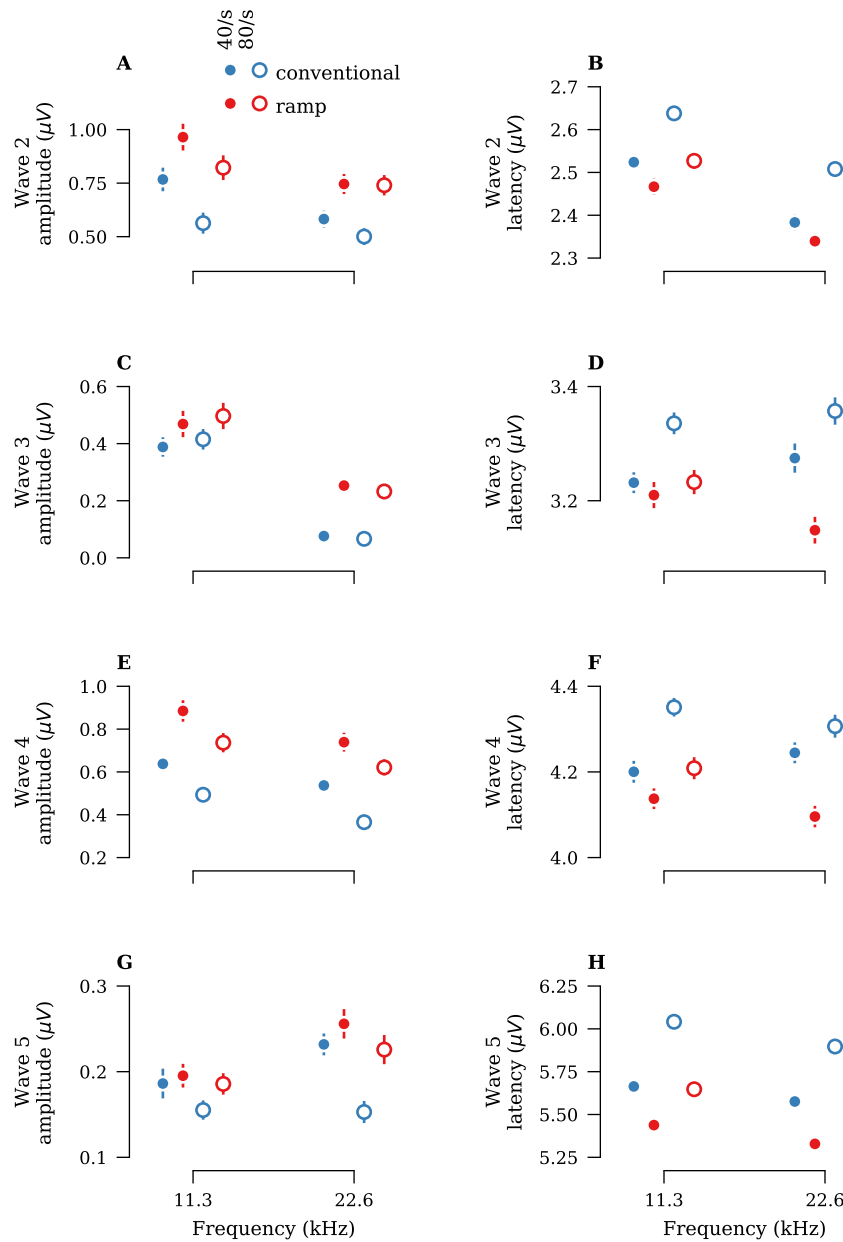 40/s
80/s
conventional
ramp
A
Wave 2
amplitude (μV)
1.00
0.75
0.50
B
Wave 2
latency (μV)
2.7
2.6
2.5
2.4
2.3
C
Wave 3
amplitude (μV)
0.6
0.4
0.2
0.0
D
Wave 3
latency (μV)
3.4
3.2
E
Wave 4
amplitude (μV)
1.0
0.8
0.6
0.4
0.2
F
Wave 4
latency (μV)
4.4
4.2
4.0
G
Wave 5
amplitude (μV)
0.3
0.2
0.1
11.3 22.6
Frequency (kHz)
H
Wave 5
latency (μV)
6.25
6.00
5.75
5.50
5.25
11.3 22.6
Frequency (kHz)